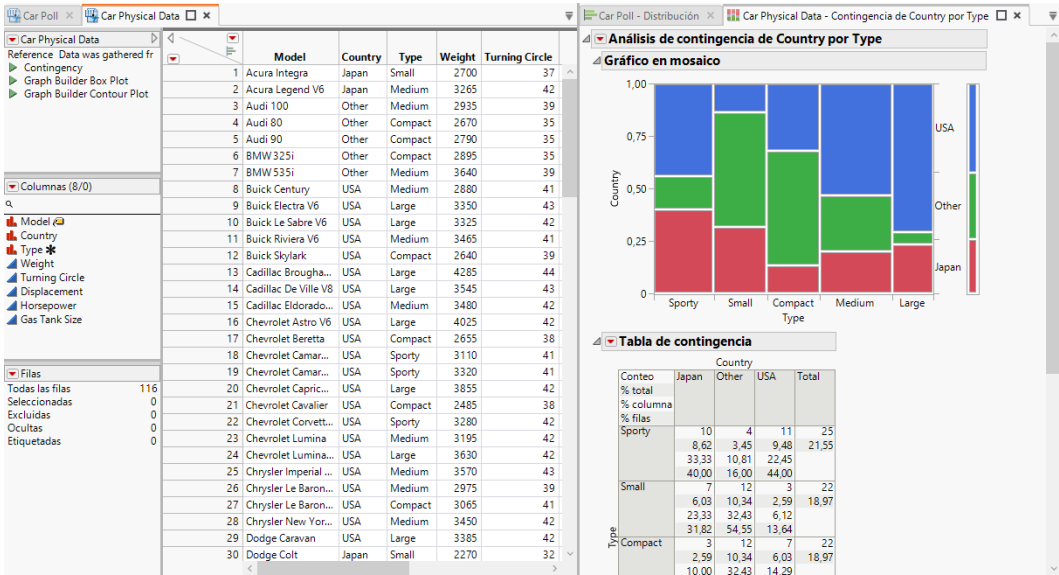 Car Poll
Car Physical Data
Car Physical Data
Reference Data was gathered fr
Contingency
Graph Builder Box Plot
Graph Builder Contour Plot
Columnas (8/0)
Model
Country
Type
Weight
Turning Circle
Displacement
Horsepower
Gas Tank Size
Filas
Todas las filas 116
Seleccionadas 0
Excluidas 0
Ocultas 0
Etiquetadas 0
Model Country Type Weight Turning Circle
1 Acura Integra Japan Small 2700 37
2 Acura Legend V6 Japan Medium 3265 42
3 Audi 100 Other Medium 2935 39
4 Audi 80 Other Compact 2670 35
5 Audi 90 Other Compact 2790 35
6 BMW 325i Other Compact 2895 35
7 BMW 535i Other Medium 3640 39
8 Buick Century USA Medium 2880 41
9 Buick Electra V6 USA Large 3350 43
10 Buick Le Sabre V6 USA Large 3325 42
11 Buick Riviera V6 USA Medium 3465 41
12 Buick Skylark USA Compact 2640 39
13 Cadillac Brougha... USA Large 4285 44
14 Cadillac De Ville V8 USA Large 3545 43
15 Cadillac Eldorado... USA Medium 3480 42
16 Chevrolet Astro V6 USA Large 4025 42
17 Chevrolet Beretta USA Compact 2655 38
18 Chevrolet Camar... USA Sporty 3110 41
19 Chevrolet Camar... USA Sporty 3320 41
20 Chevrolet Capric... USA Large 3855 42
21 Chevrolet Cavalier USA Compact 2485 38
22 Chevrolet Corvett... USA Sporty 3280 42
23 Chevrolet Lumina USA Medium 3195 42
24 Chevrolet Lumina... USA Large 3630 42
25 Chrysler Imperial ... USA Medium 3570 43
26 Chrysler Le Baron... USA Medium 2975 39
27 Chrysler Le Baron... USA Compact 3065 41
28 Chrysler New Yor... USA Medium 3450 42
29 Dodge Caravan USA Large 3385 42
30 Dodge Colt Japan Small 2270 32
Car Poll - Distribución
Car Physical Data - Contingencia de Country por Type
Análisis de contingencia de Country por Type
Gráfico en mosaico
1,00
0,75
0,50
0,25
0
Country
USA
Other
Japan
Sporty Small Compact Medium Large
Type
Tabla de contingencia
Country
Conteo Japan Other USA Total
% total
% columna
% filas
Type
Sporty 10 4 11 25
8,62 3,45 9,48 21,55
33,33 10,81 22,45
40,00 16,00 44,00
Small 7 12 3 22
6,03 10,34 2,59 18,97
23,33 32,43 6,12
31,82 54,55 13,64
Compact 3 12 7 22
2,59 10,34 6,03 18,97
10,00 32,43 14,29